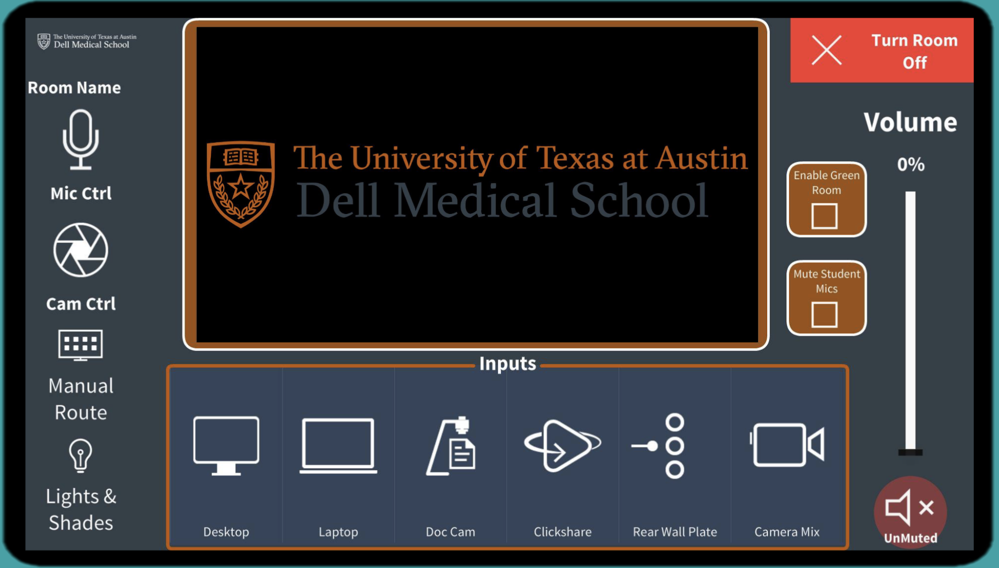 The University of Texas at Austin
Dell Medical School
Room Name
Mic Ctrl
Cam Ctrl
Manual
Route
Lights &
Shades
The University of Texas at Austin
Dell Medical School
Turn Room
Off
Volume
0%
Enable Green
Room
Mute Student
Mics
UnMuted
Inputs
Desktop
Laptop
Doc Cam
Clickshare
Rear Wall Plate
Camera Mix